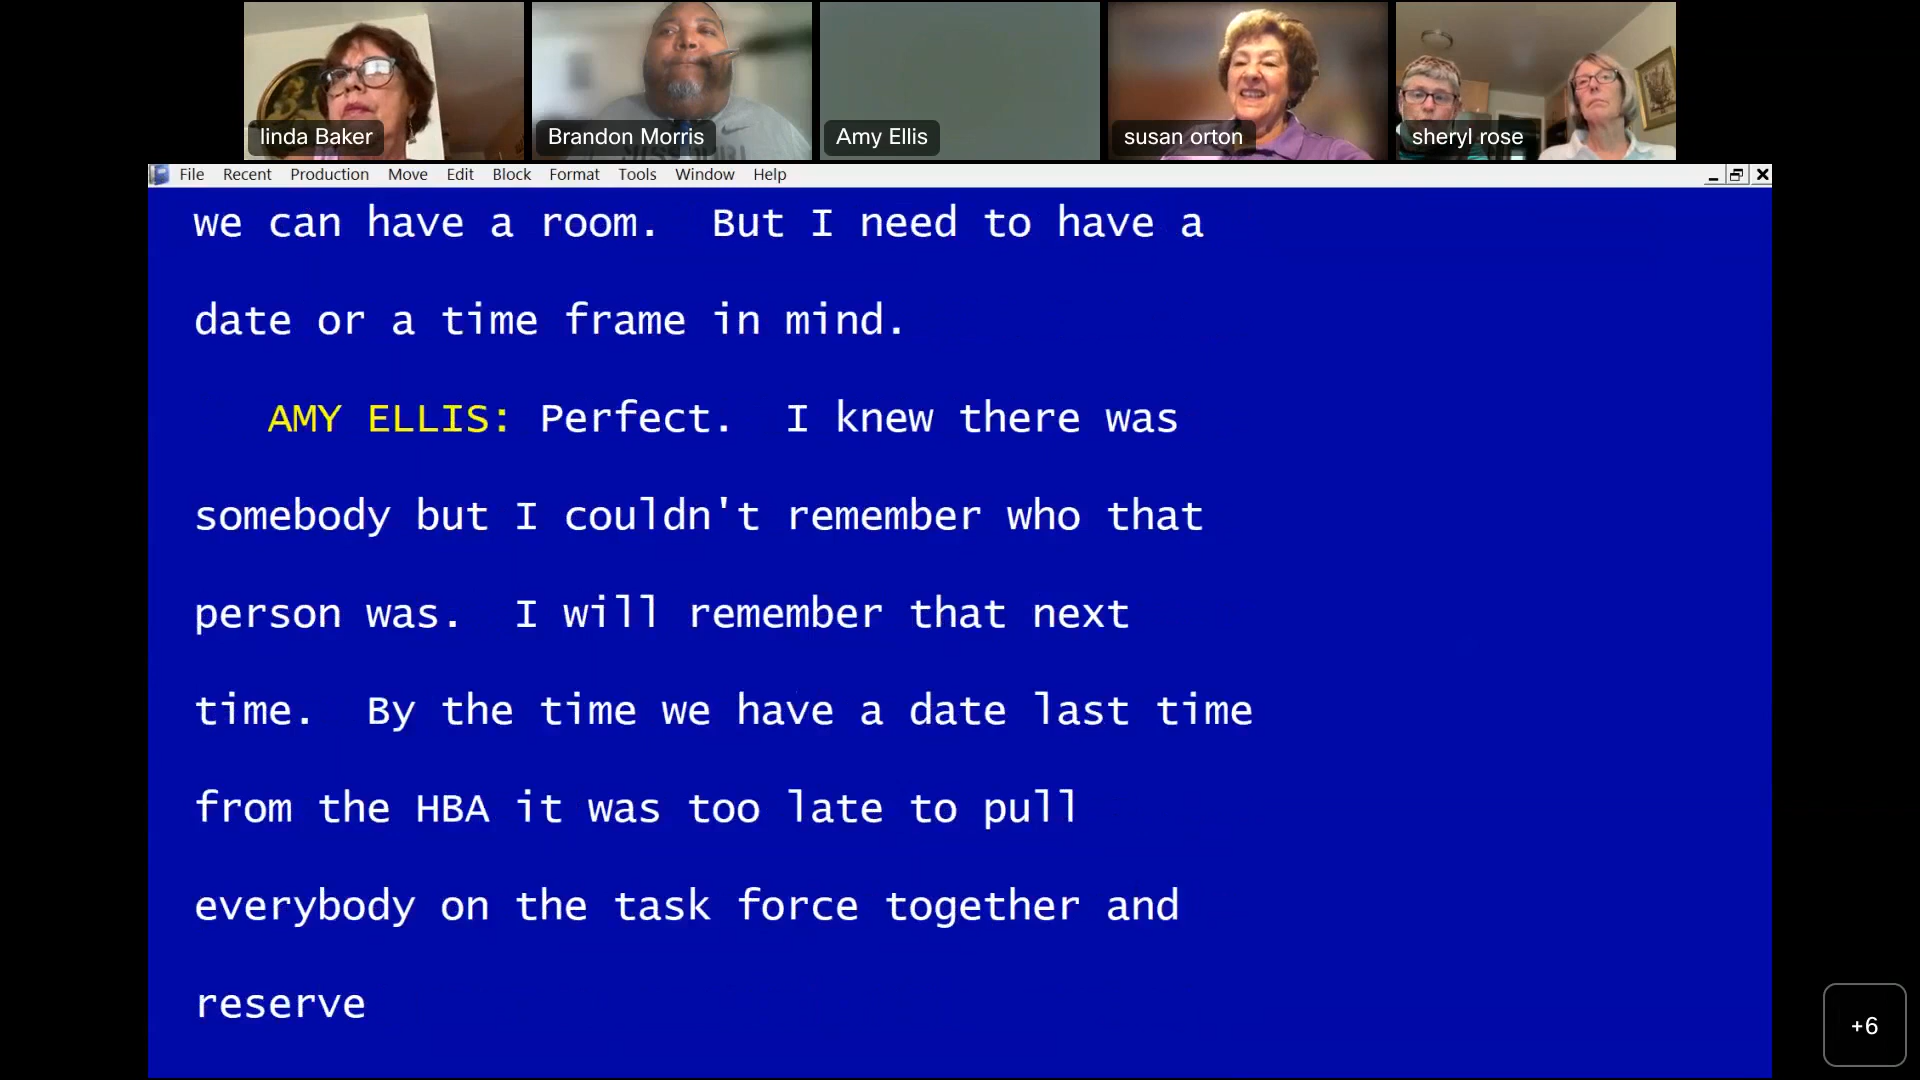 linda Baker
Brandon Morris
Amy Ellis
susan orton
sheryl rose
File Recent Production Move Edit Block Format Tools Window Help
we can have a room.  But I need to have a
date or a time frame in mind.
AMY ELLIS: Perfect.  I knew there was
somebody but I couldn't remember who that
person was.  I will remember that next
time.  By the time we have a date last time
from the HBA it was too late to pull
everybody on the task force together and
reserve
+6